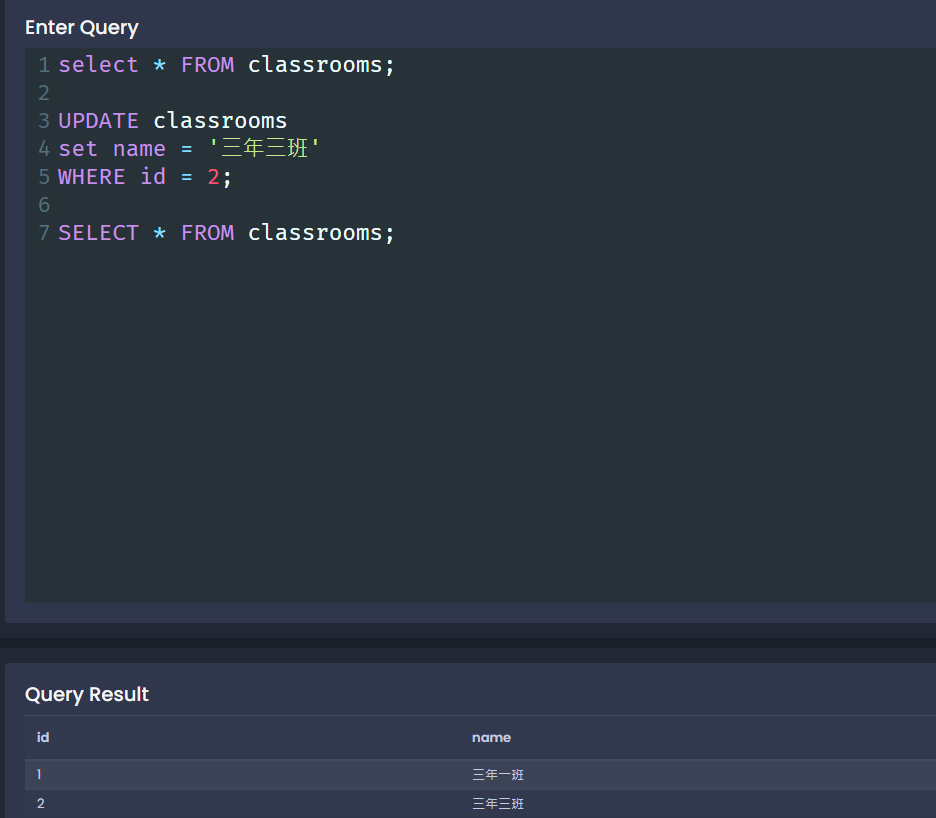 Enter Query
1 select * FROM classrooms;
2
3 UPDATE classrooms
4 set name = '三年三班'
5 WHERE id = 2;
6
7 SELECT * FROM classrooms;
Query Result
id name
1 三年一班
2 三年三班